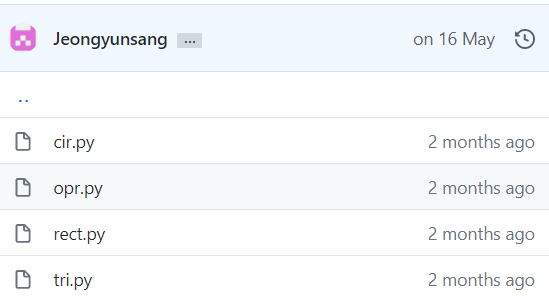 Jeongyunsang ... on 16 May
..
cir.py 2 months ago
opr.py 2 months ago
rect.py 2 months ago
tri.py 2 months ago